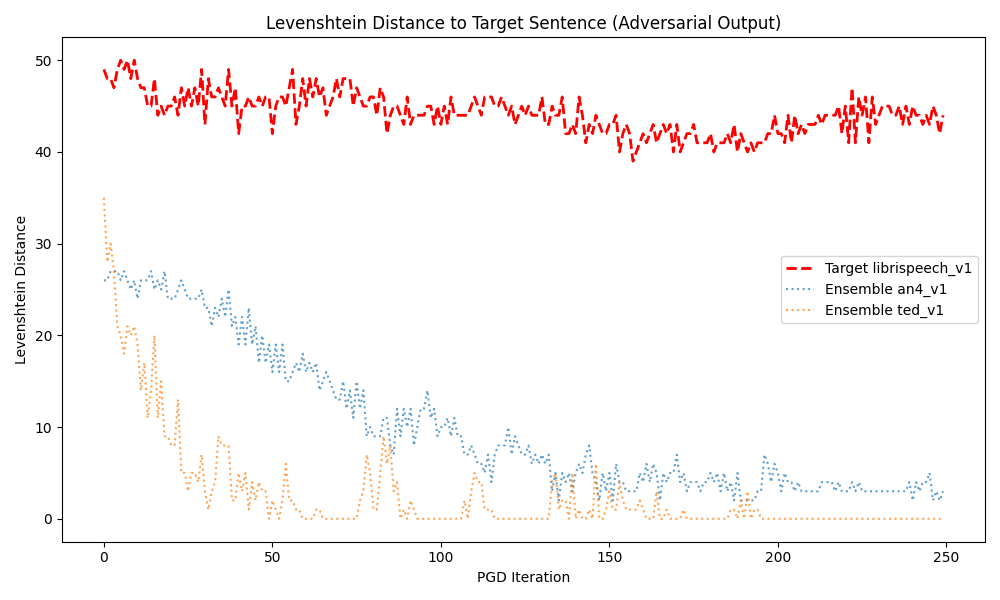 Levenshtein Distance to Target Sentence (Adversarial Output)
Levenshtein Distance
50
40
30
20
10
0
Target librispeech_v1
Ensemble an4_v1
Ensemble ted_v1
0 50 100 150 200 250
PGD Iteration